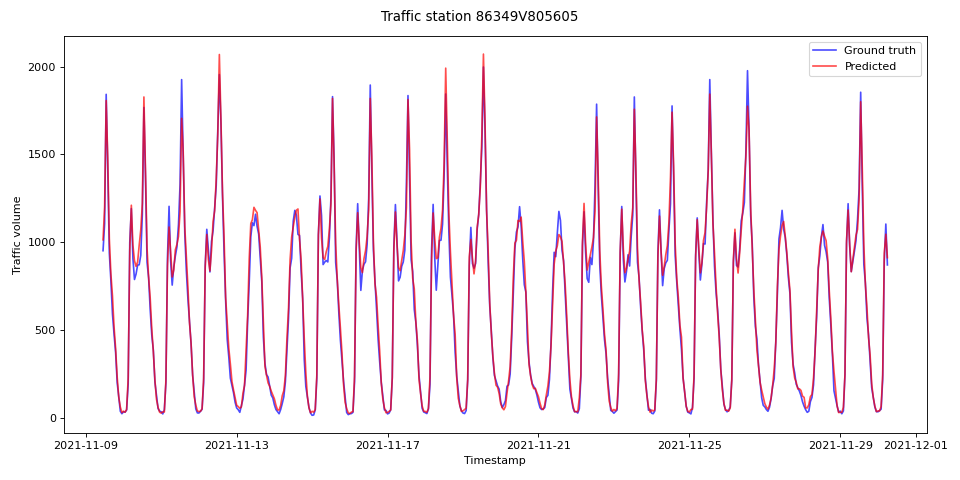 Traffic station 86349V805605
Ground truth
Predicted
Traffic volume
2000
1500
1000
500
0
2021-11-09 2021-11-13 2021-11-17 2021-11-21 2021-11-25 2021-11-29 2021-12-01
Timestamp